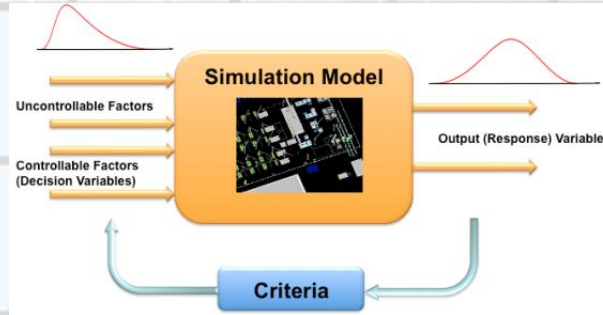 Simulation Model
Uncontrollable Factors
Controllable Factors
(Decision Variables)
Output (Response) Variable
Criteria